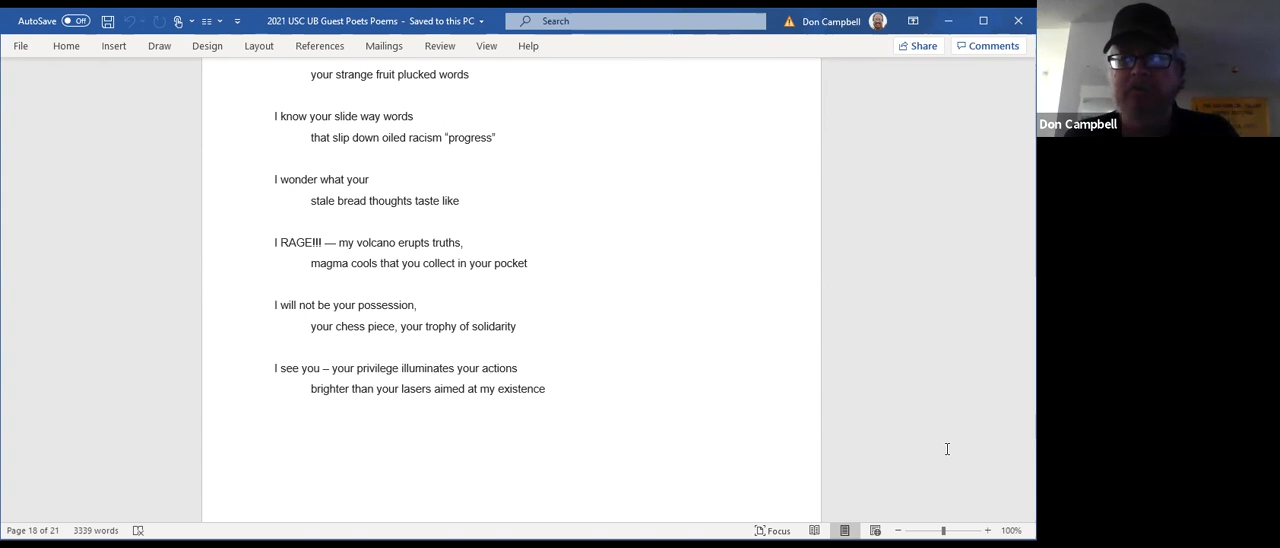 AutoSave Off 2021 USC UB Guest Poets Poems - Saved to this PC Search Don Campbell
File Home Insert Draw Design Layout References Mailings Review View Help Share Comments
your strange fruit plucked words
I know your slide way words
that slip down oiled racism “progress”
I wonder what your
stale bread thoughts taste like
I RAGE!!! — my volcano erupts truths,
magma cools that you collect in your pocket
I will not be your possession,
your chess piece, your trophy of solidarity
I see you – your privilege illuminates your actions
brighter than your lasers aimed at my existence
Page 18 of 21 3339 words Focus 100%
Don Campbell